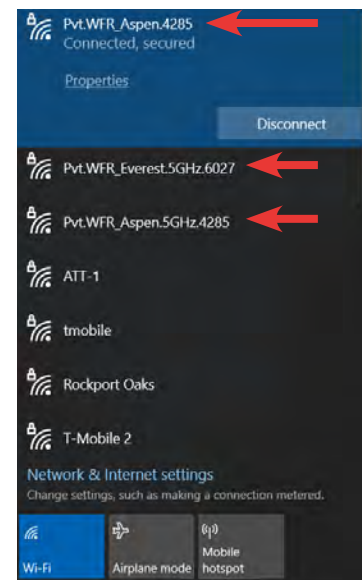 Pvt.WFR_Aspen.4285
Connected, secured
Properties
Disconnect
Pvt.WFR_Everest.5GHz.6027
Pvt.WFR_Aspen.5GHz.4285
ATT-1
tmobile
Rockport Oaks
T-Mobile 2
Network & Internet settings
Change settings, such as making a connection metered.
Wi-Fi
Airplane mode
Mobile
hotspot